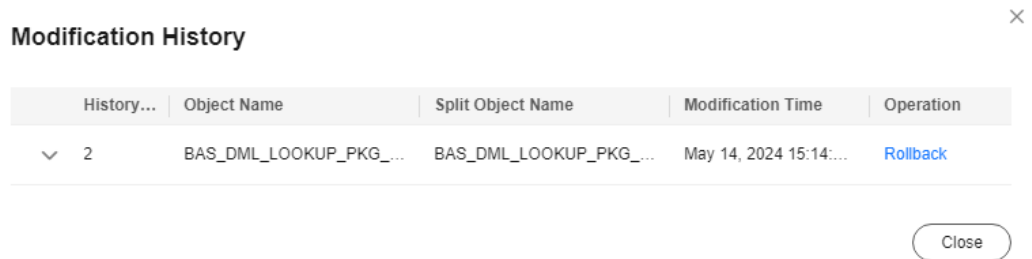 Modification History
History... Object Name Split Object Name Modification Time Operation
2 BAS_DML_LOOKUP_PKG_... BAS_DML_LOOKUP_PKG_... May 14, 2024 15:14:... Rollback
Close